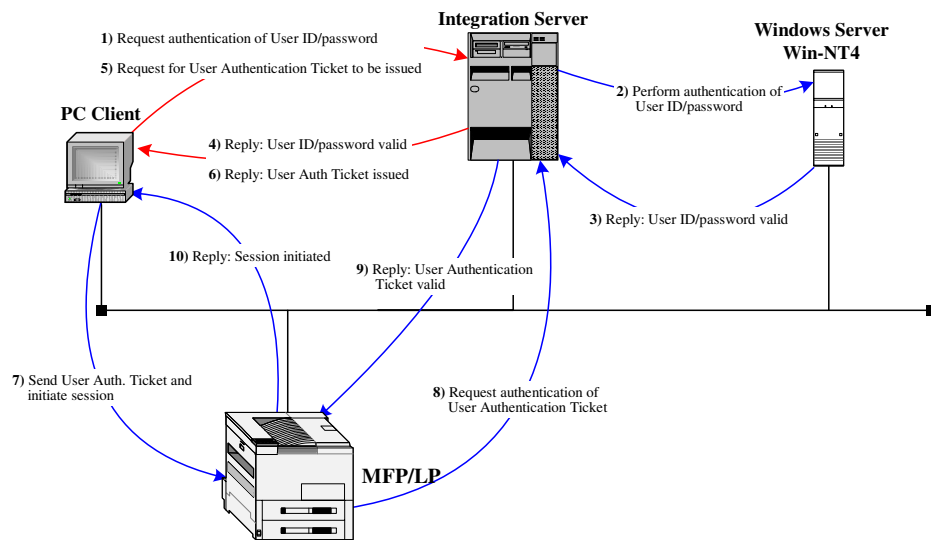 Integration Server
Windows Server
Win-NT4
1) Request authentication of User ID/password
5) Request for User Authentication Ticket to be issued
2) Perform authentication of
User ID/password
PC Client
4) Reply: User ID/password valid
6) Reply: User Auth Ticket issued
3) Reply: User ID/password valid
10) Reply: Session initiated
9) Reply: User Authentication
Ticket valid
7) Send User Auth. Ticket and
initiate session
8) Request authentication of
User Authentication Ticket
MFP/LP